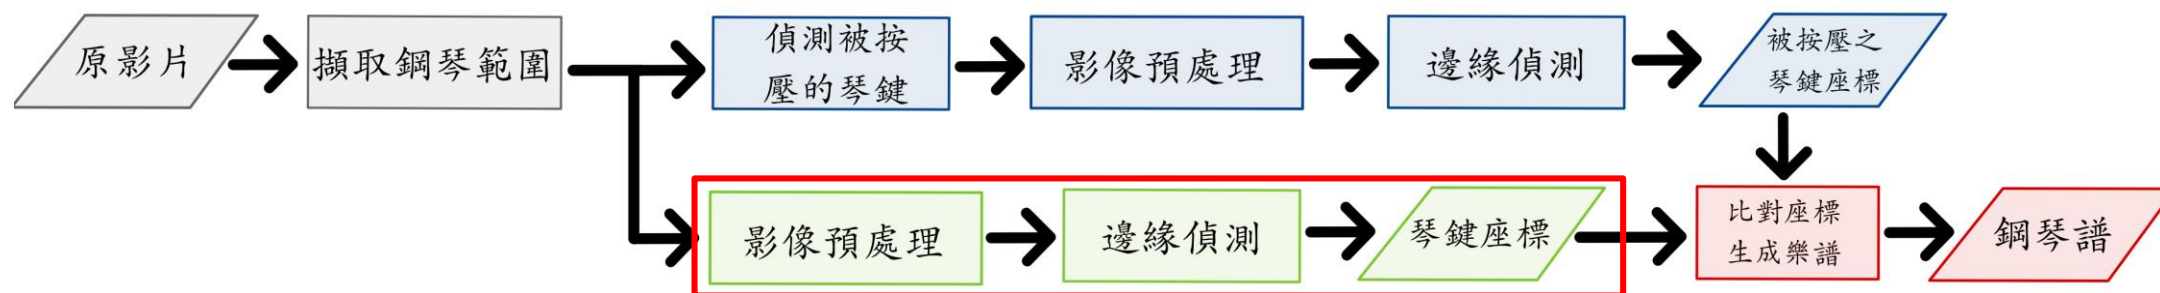 原影片
擷取鋼琴範圍
偵測被按
壓的琴鍵
影像預處理
邊緣偵測
被按壓之
琴鍵座標
影像預處理
邊緣偵測
琴鍵座標
比對座標
生成樂譜
鋼琴譜